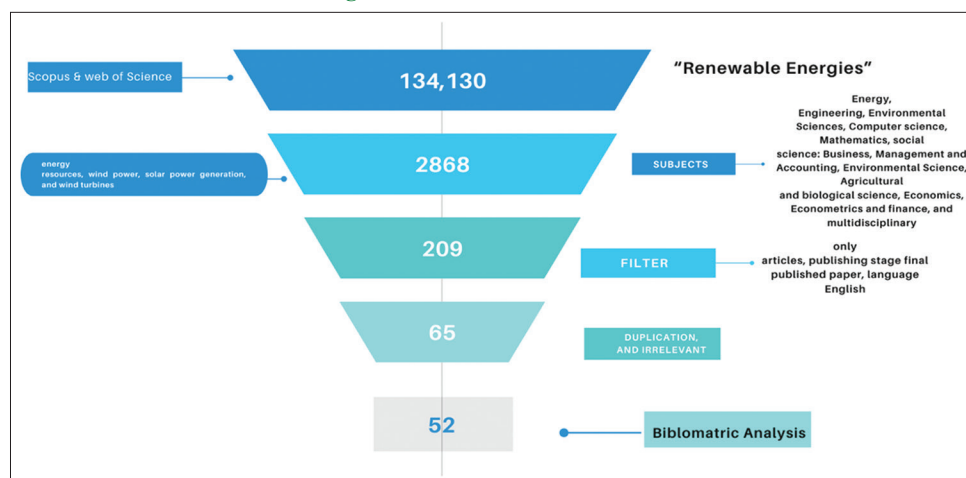 Scopus & web of Science
134,130
“Renewable Energies”
Energy,
Engineering, Environmental
Sciences, Computer science,
Mathematics, social
science: Business, Management and
Accounting, Environmental Science,
Agricultural
and biological science, Economics,
Econometrics and finance, and
multidisciplinary
energy
resources, wind power, solar power generation,
and wind turbines
2868
SUBJECTS
209
FILTER
only
articles, publishing stage final
published paper, language
English
65
DUPLICATION,
AND IRRELEVANT
52
Biblomatric Analysis